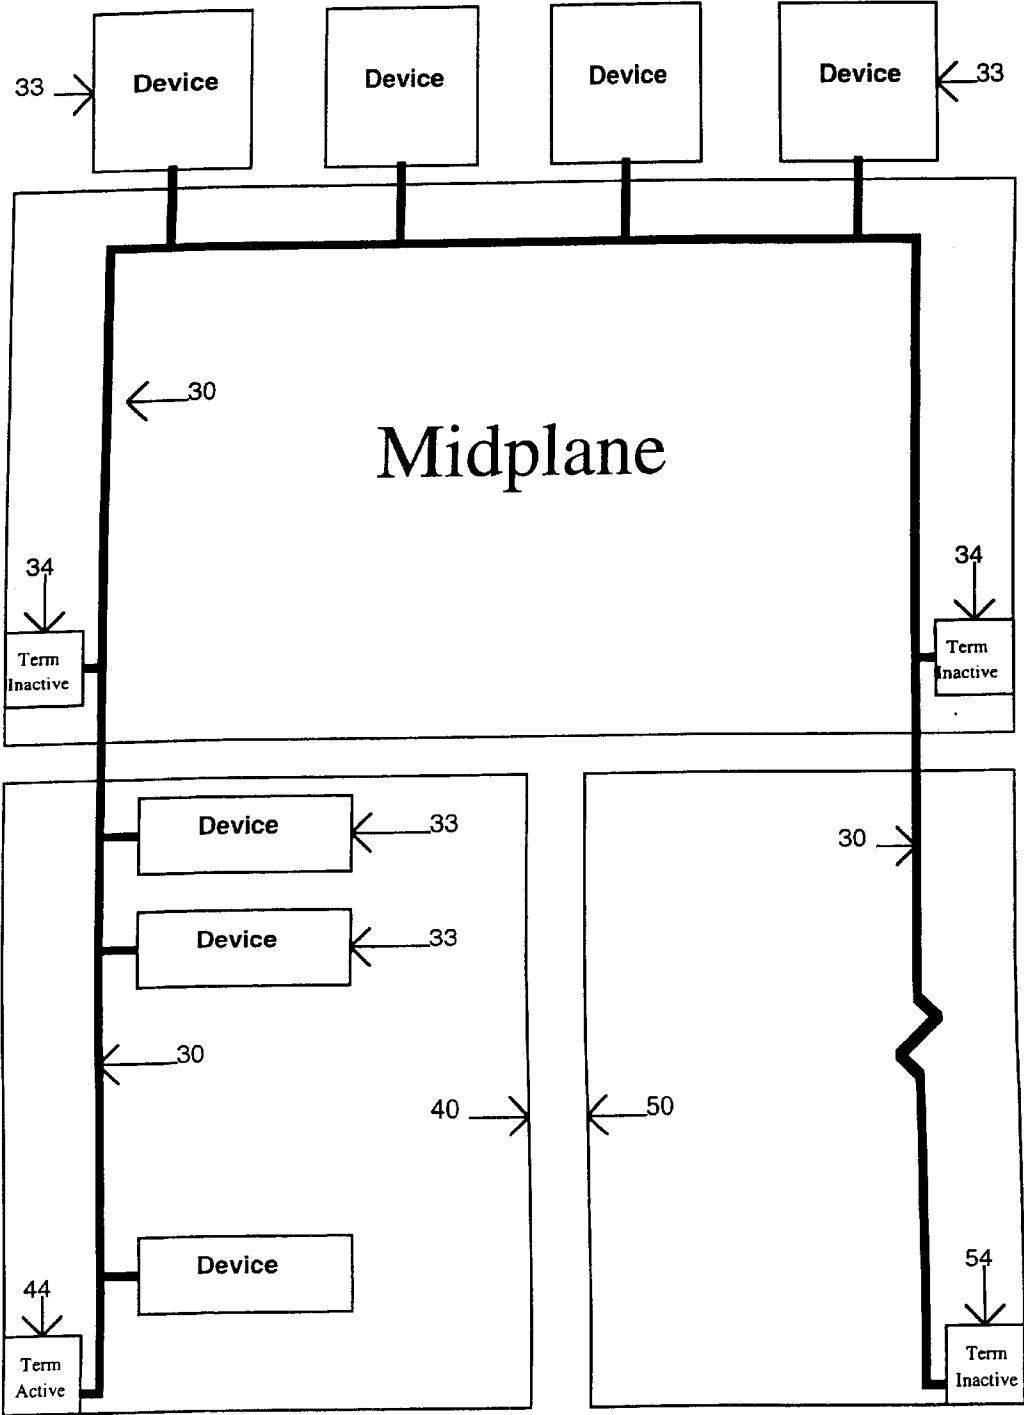 Device
Device
Device
Device
33
33
30
Midplane
34
34
Term
Inactive
Term
Inactive
Device
33
30
Device
33
30
40
50
Device
44
54
Term
Active
Term
Inactive